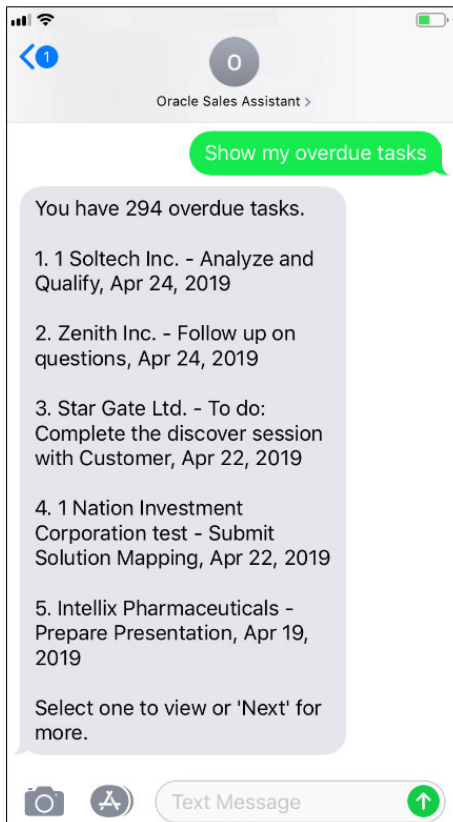 1
O
Oracle Sales Assistant >
Show my overdue tasks
You have 294 overdue tasks.
1. 1 Soltech Inc. - Analyze and
Qualify, Apr 24, 2019
2. Zenith Inc. - Follow up on
questions, Apr 24, 2019
3. Star Gate Ltd. - To do:
Complete the discover session
with Customer, Apr 22, 2019
4. 1 Nation Investment
Corporation test - Submit
Solution Mapping, Apr 22, 2019
5. Intellix Pharmaceuticals -
Prepare Presentation, Apr 19,
2019
Select one to view or 'Next' for
more.
Text Message